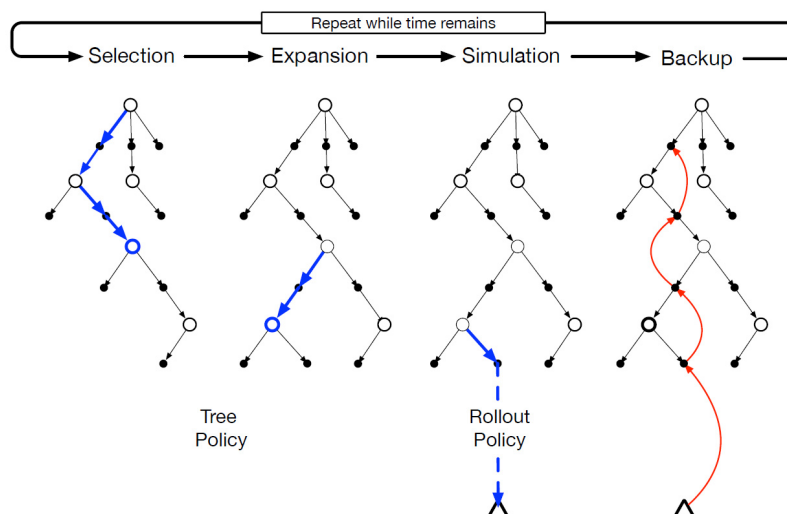 Repeat while time remains
Selection
Expansion
Simulation
Backup
Tree
Policy
Rollout
Policy